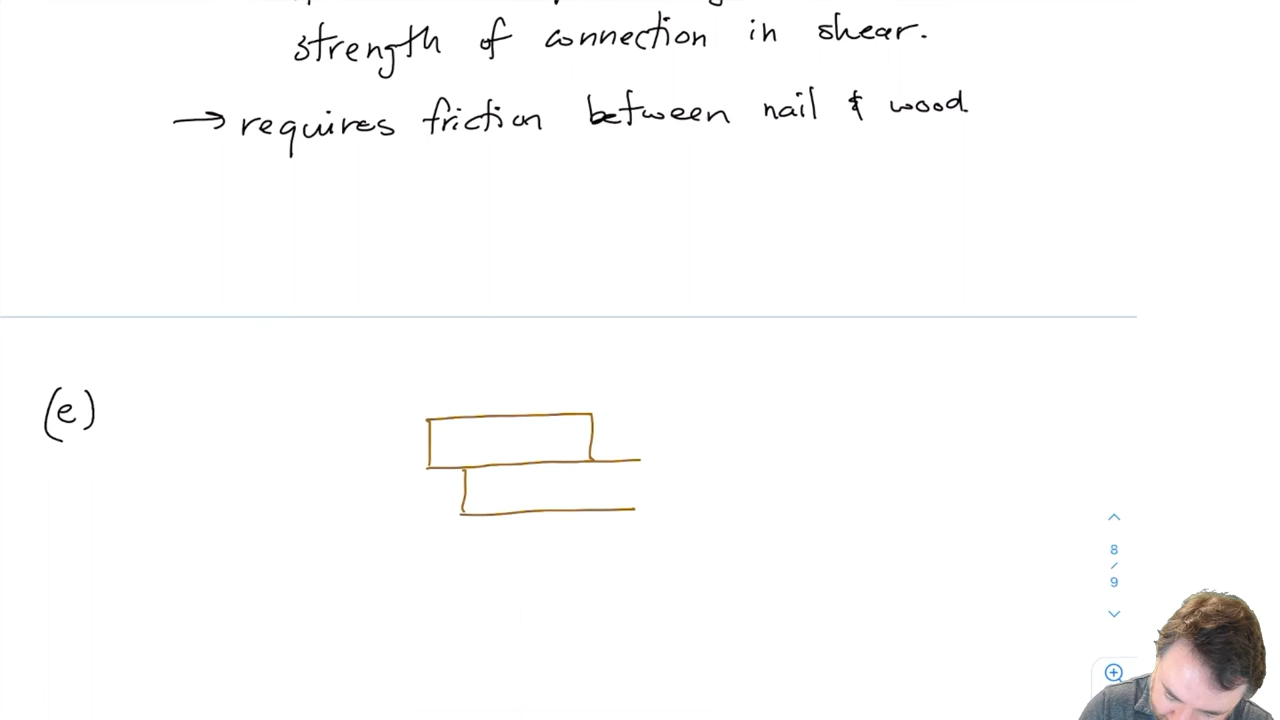 strength of connection in shear.
→ requires friction between nail & wood
(e)
8
/
9